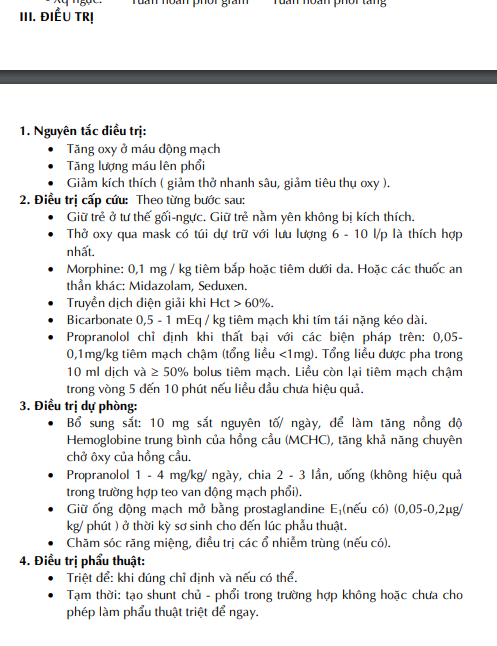 - Xq ngực: Tuần hoàn phổi giảm Tuần hoàn phổi tăng
III. ĐIỀU TRỊ
1. Nguyên tắc điều trị:
• Tăng oxy ở máu động mạch
• Tăng lượng máu lên phổi
• Giảm kích thích ( giảm thở nhanh sâu, giảm tiêu thụ oxy ).
2. Điều trị cấp cứu: Theo từng bước sau:
• Giữ trẻ ở tư thế gối-ngực. Giữ trẻ nằm yên không bị kích thích.
• Thở oxy qua mask có túi dự trữ với lưu lượng 6 - 10 l/p là thích hợp
nhất.
• Morphine: 0,1 mg / kg tiêm bắp hoặc tiêm dưới da. Hoặc các thuốc an
thần khác: Midazolam, Seduxen.
• Truyền dịch điện giải khi Hct > 60%.
• Bicarbonate 0,5 - 1 mEq / kg tiêm mạch khi tím tái nặng kéo dài.
• Propranolol chỉ định khi thất bại với các biện pháp trên: 0,05-
0,1mg/kg tiêm mạch chậm (tổng liều <1mg). Tổng liều dược pha trong
10 ml dịch và ≥ 50% bolus tiêm mạch. Liều còn lại tiêm mạch chậm
trong vòng 5 đến 10 phút nếu liều đầu chưa hiệu quả.
3. Điều trị dự phòng:
• Bổ sung sắt: 10 mg sắt nguyên tố/ ngày, để làm tăng nồng độ
Hemoglobine trung bình của hồng cầu (MCHC), tăng khả năng chuyên
chở ôxy của hồng cầu.
• Propranolol 1 - 4 mg/kg/ ngày, chia 2 - 3 lần, uống (không hiệu quả
trong trường hợp teo van động mạch phổi).
• Giữ ống động mạch mở bằng prostaglandine E₁(nếu có) (0,05-0,2µg/
kg/ phút ) ở thời kỳ sơ sinh cho đến lúc phẫu thuật.
• Chăm sóc răng miệng, điều trị các ổ nhiễm trùng (nếu có).
4. Điều trị phẩu thuật:
• Triệt để: khi đúng chỉ định và nếu có thể.
• Tạm thời: tạo shunt chủ - phổi trong trường hợp không hoặc chưa cho
phép làm phẩu thuật triệt để ngay.